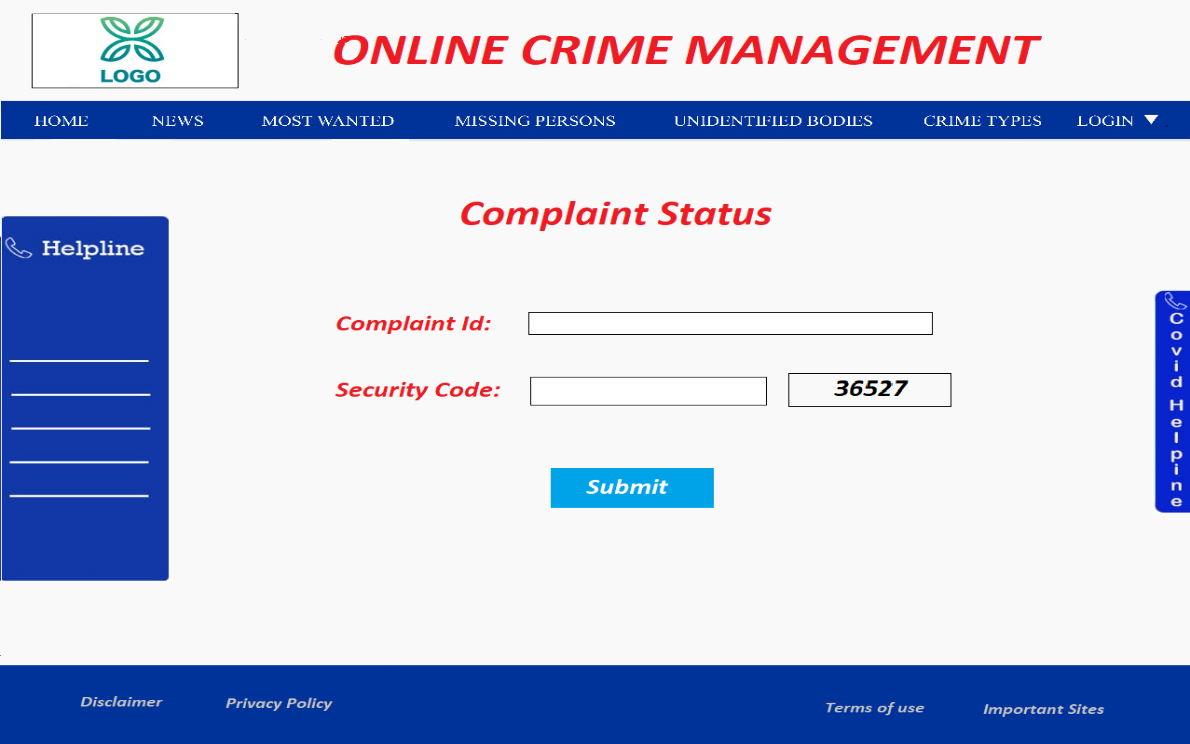 LOGO
ONLINE CRIME MANAGEMENT
HOME NEWS MOST WANTED MISSING PERSONS UNIDENTIFIED BODIES CRIME TYPES LOGIN
Complaint Status
Helpline
Complaint Id:
Security Code: 36527
Submit
Covid Helpine
Disclaimer Privacy Policy Terms of use Important Sites